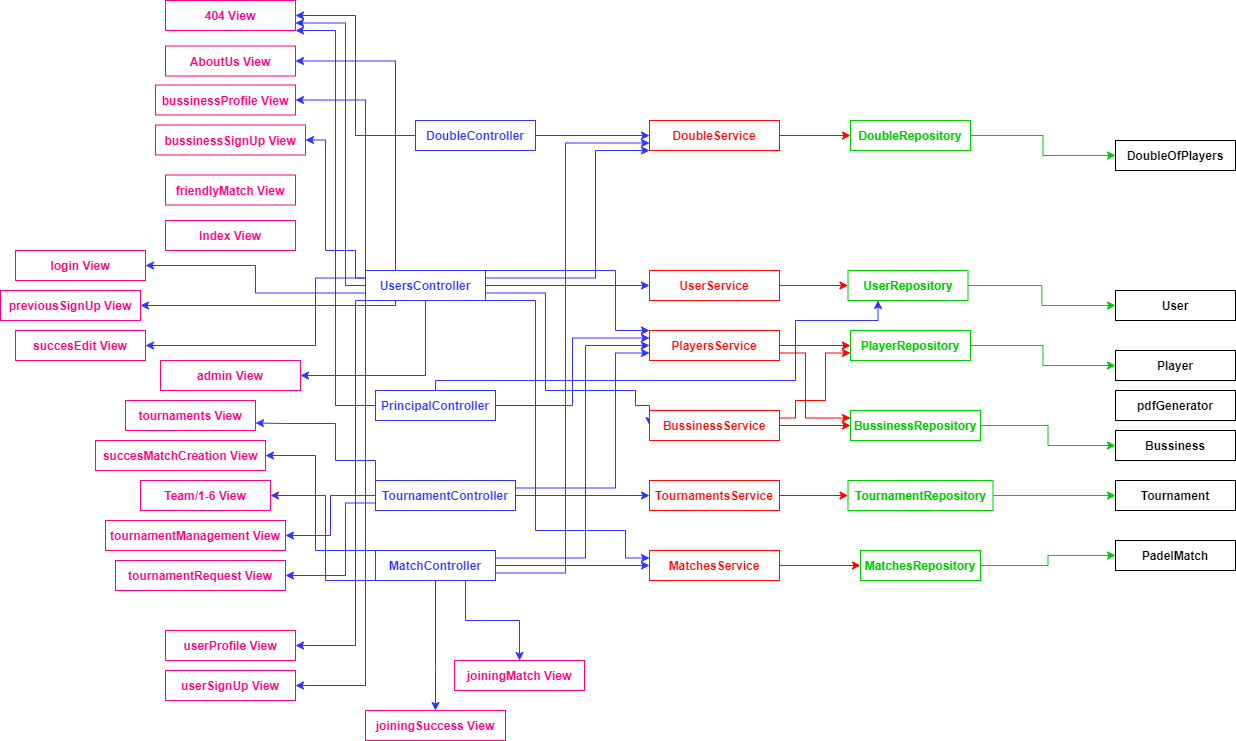 404 View
AboutUs View
bussinessProfile View
bussinessSignUp View
friendlyMatch View
Index View
login View
previousSignUp View
succesEdit View
admin View
tournaments View
succesMatchCreation View
Team/1-6 View
tournamentManagement View
tournamentRequest View
userProfile View
userSignUp View
joiningMatch View
joiningSuccess View
DoubleController
UsersController
PrincipalController
TournamentController
MatchController
DoubleService
UserService
PlayersService
BussinessService
TournamentsService
MatchesService
DoubleRepository
UserRepository
PlayerRepository
BussinessRepository
TournamentRepository
MatchesRepository
DoubleOfPlayers
User
Player
pdfGenerator
Bussiness
Tournament
PadelMatch